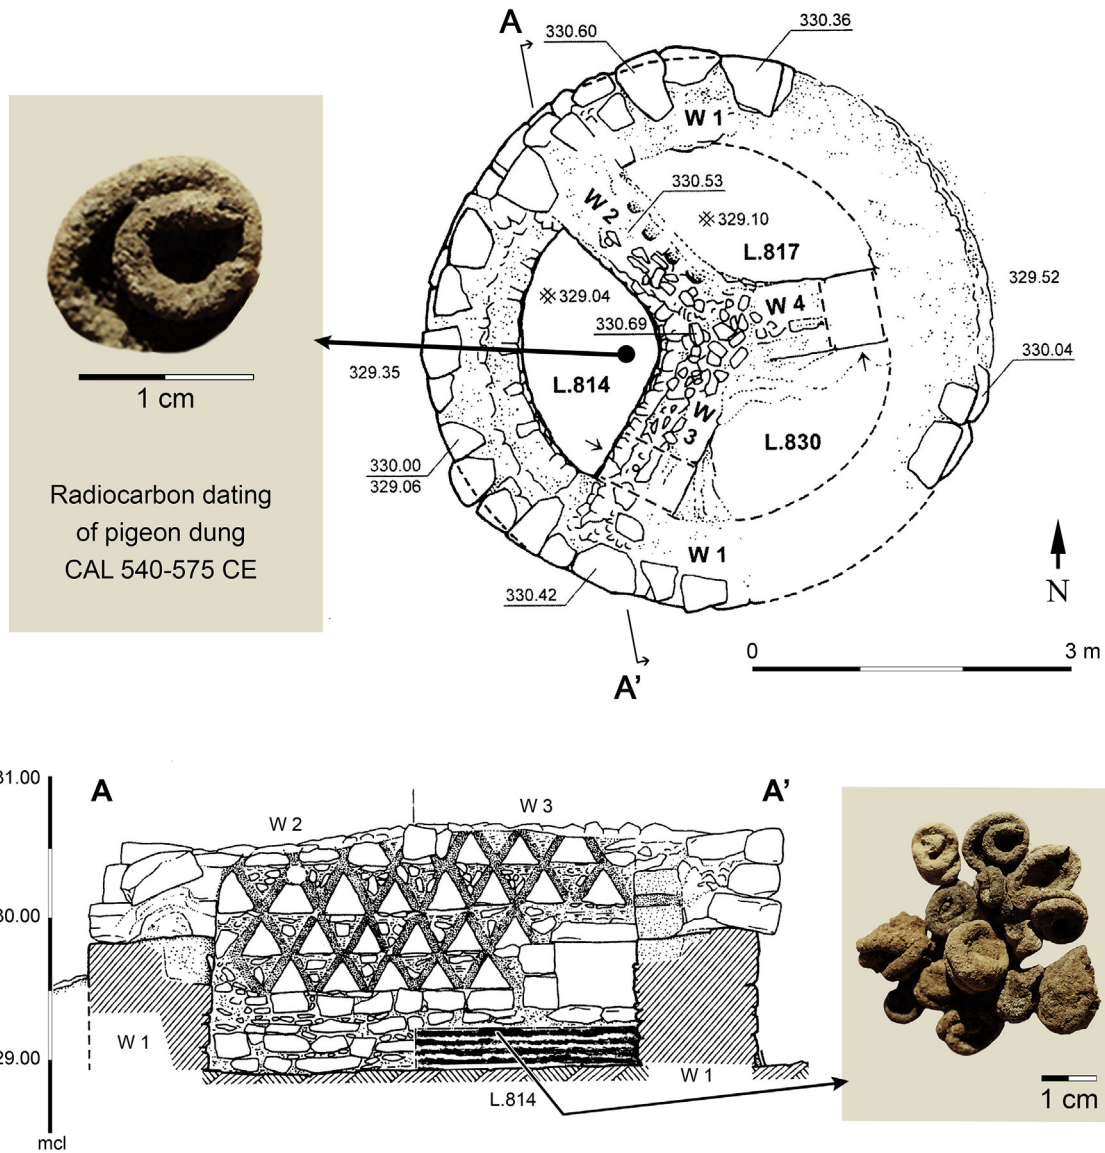 A
330.60
330.36
W 1
330.53
W 2
329.10
L.817
329.04
W 4
329.52
330.69
330.04
329.35
L.814
W 3
L.830
330.00
329.06
W 1
330.42
N
A'
0 3 m
1 cm
Radiocarbon dating
of pigeon dung
CAL 540-575 CE
31.00
A
W 2
W 3
A'
30.00
W 1
29.00
L.814
W 1
mcl
1 cm